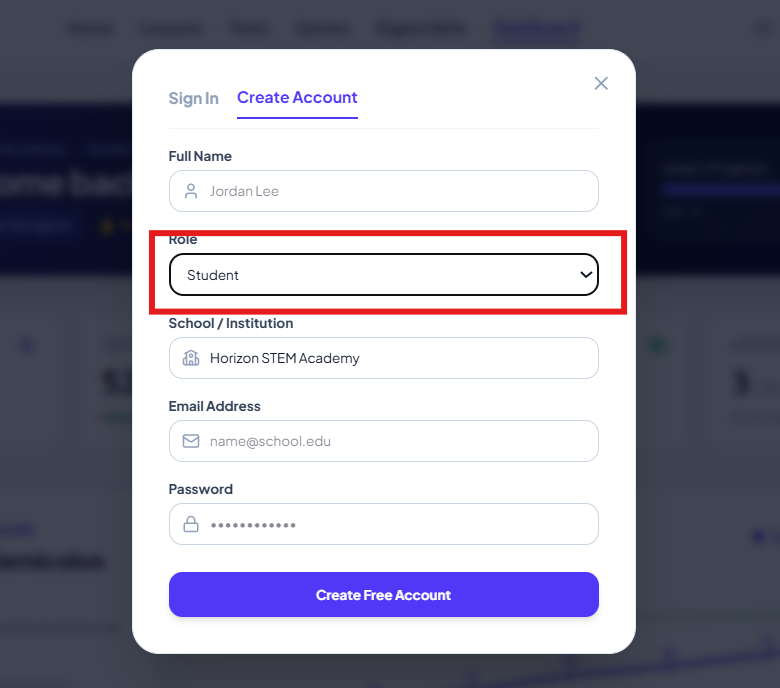 Sign In Create Account
Full Name
Jordan Lee
Role
Student
School / Institution
Horizon STEM Academy
Email Address
name@school.edu
Password
••••••••••••
Create Free Account